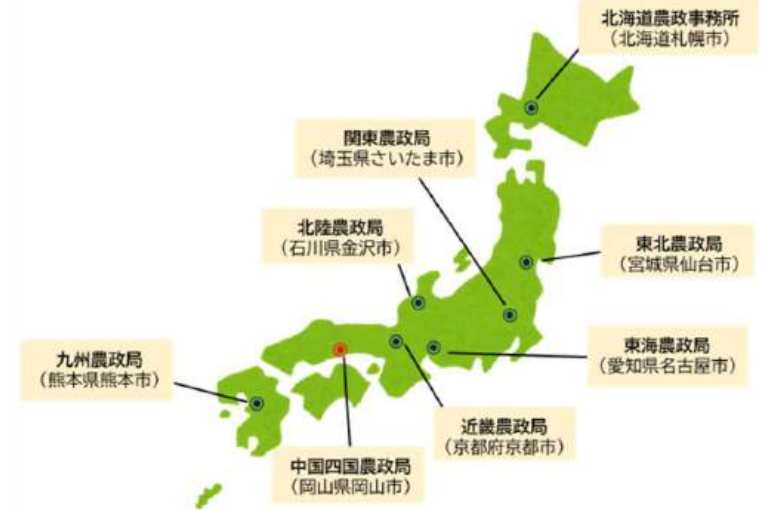 北海道農政事務所
（北海道札幌市）
関東農政局
（埼玉県さいたま市）
北陸農政局
（石川県金沢市）
東北農政局
（宮城県仙台市）
東海農政局
（愛知県名古屋市）
九州農政局
（熊本県熊本市）
近畿農政局
（京都府京都市）
中国四国農政局
（岡山県岡山市）